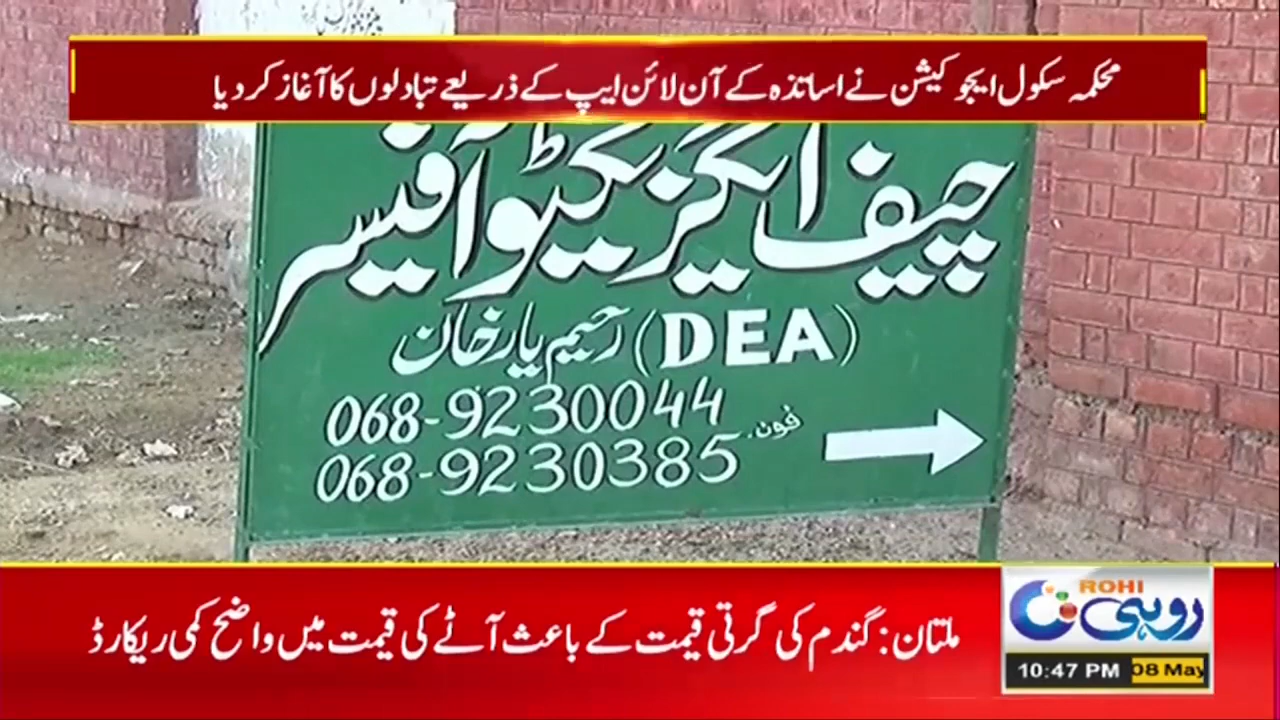 محکمہ سکول ایجوکیشن نے اساتذہ کے آن لائن ایپ کے ذریعے تبادلوں کا آغاز کر دیا
چیف ایگزیکٹو آفیسر
(DEA) رحیم یار خان
فون: 068-9230044
068-9230385
ملتان: گندم کی گرتی قیمت کے باعث آٹے کی قیمت میں واضح کمی ریکارڈ
ROHI
روہی
10:47 PM 08 May